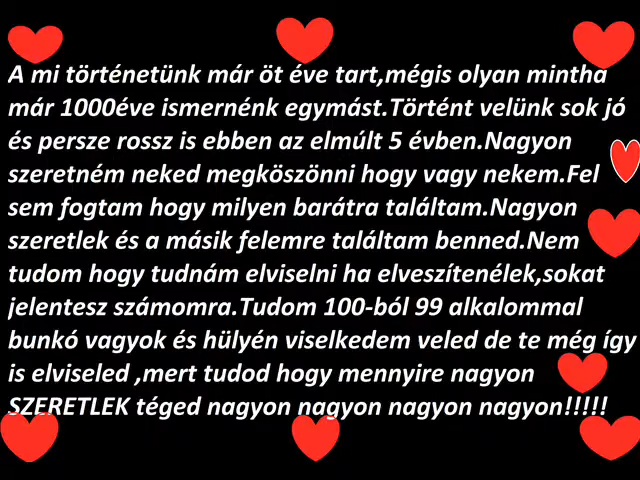 A mi történetünk már öt éve tart,mégis olyan mintha
már 1000éve ismernénk egymást.Történt velünk sok jó
és persze rossz is ebben az elmúlt 5 évben.Nagyon
szeretném neked megköszönni hogy vagy nekem.Fel
sem fogtam hogy milyen barátra találtam.Nagyon
szeretlek és a másik felemre találtam benned.Nem
tudom hogy tudnám elviselni ha elveszítenélek,sokat
jelentesz számomra.Tudom 100-ból 99 alkalommal
bunkó vagyok és hülyén viselkedem veled de te még így
is elviseled ,mert tudod hogy mennyire nagyon
SZERETLEK téged nagyon nagyon nagyon nagyon!!!!!